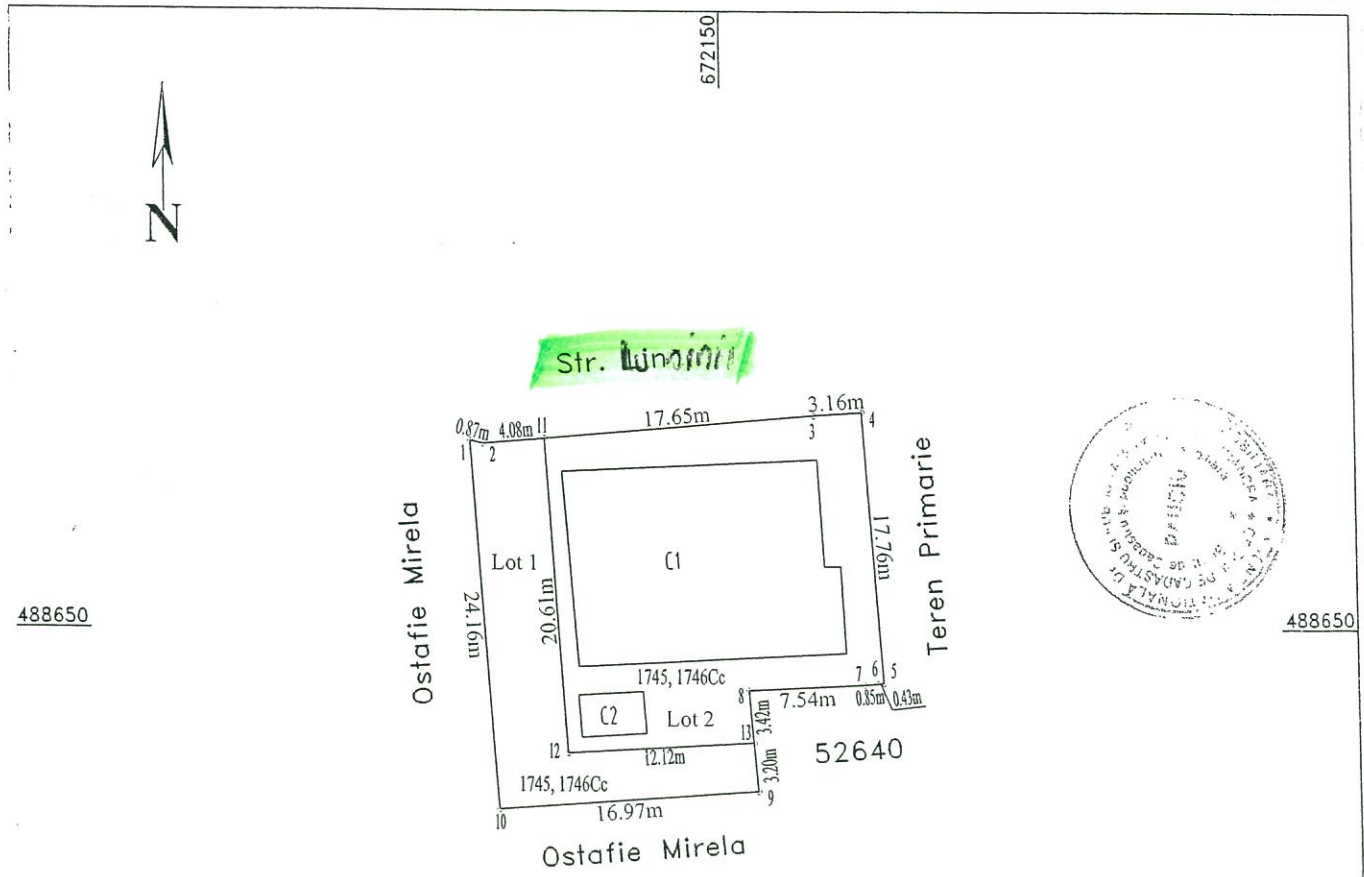 672150
N
Str. Luminii
0.87m 4.08m 11 17.65m 3.16m
1 2 3 4
Ostafie Mirela
Lot 1
24.16m
20.61m
C1
17.76m
Teren Primarie
488650
488650
1745, 1746Cc
7 6 5
8 7.54m 0.85m 0.43m
C2 Lot 2
3.42m
13
12 12.12m
52640
3.20m
1745, 1746Cc
9
10 16.97m
Ostafie Mirela
DE CADASTRU